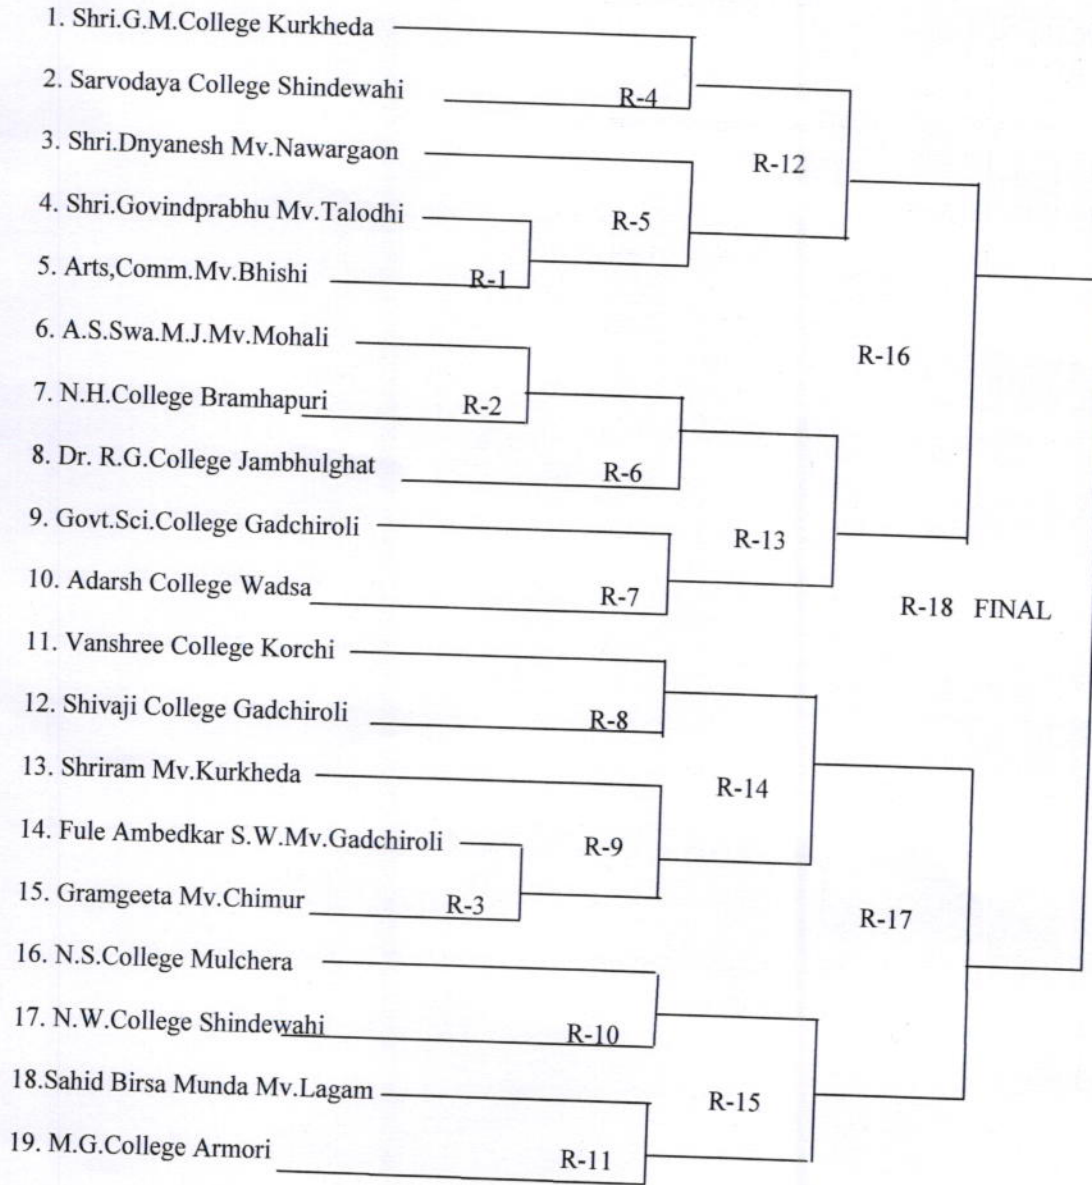 1. Shri.G.M.College Kurkheda
2. Sarvodaya College Shindewahi
R-4
3. Shri.Dnyanesh Mv.Nawargaon
R-12
4. Shri.Govindprabhu Mv.Talodhi
R-5
5. Arts,Comm.Mv.Bhishi
R-1
6. A.S.Swa.M.J.Mv.Mohali
R-16
7. N.H.College Bramhapuri
R-2
8. Dr. R.G.College Jambhulghat
R-6
9. Govt.Sci.College Gadchiroli
R-13
10. Adarsh College Wadsa
R-7
R-18 FINAL
11. Vanshree College Korchi
12. Shivaji College Gadchiroli
R-8
13. Shriram Mv.Kurkheda
R-14
14. Fule Ambedkar S.W.Mv.Gadchiroli
R-9
15. Gramgeeta Mv.Chimur
R-3
R-17
16. N.S.College Mulchera
17. N.W.College Shindewahi
R-10
18.Sahid Birsa Munda Mv.Lagam
R-15
19. M.G.College Armori
R-11